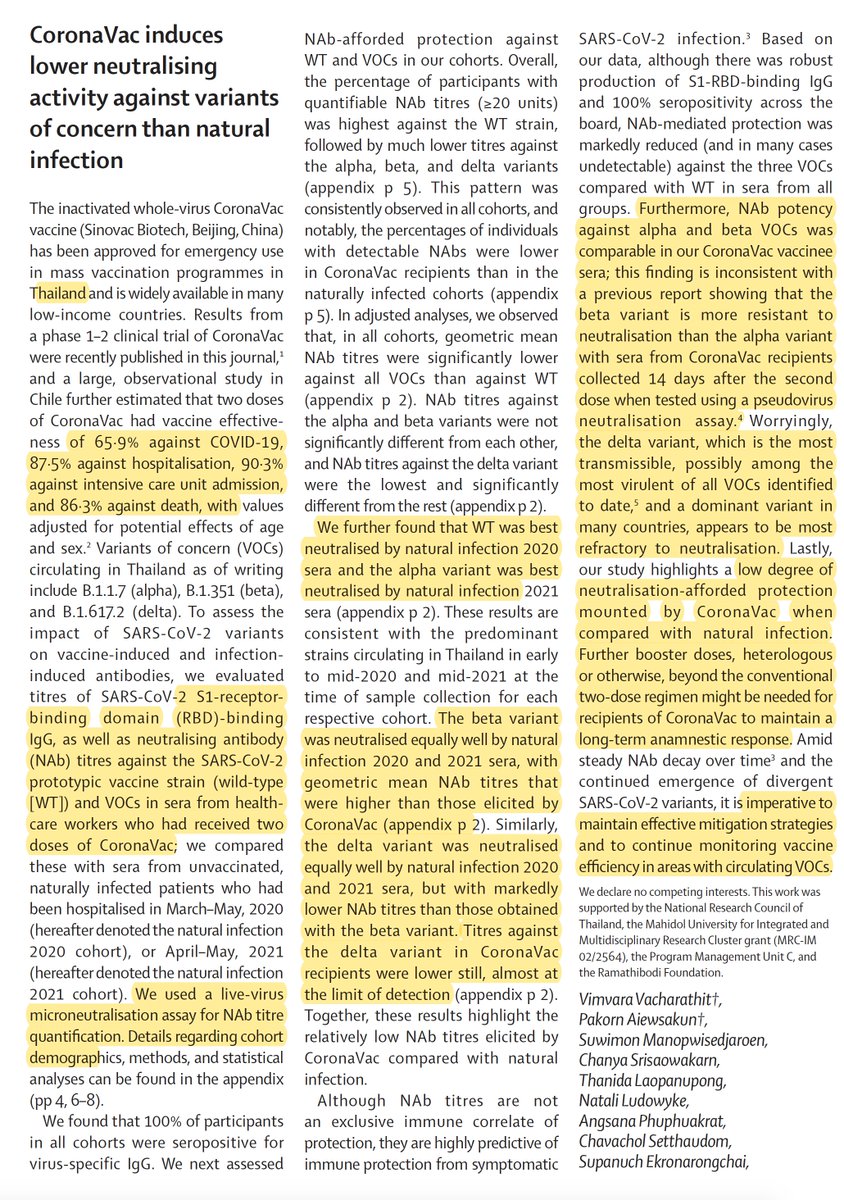 CoronaVac induces
lower neutralising
activity against variants
of concern than natural
infection
The inactivated whole-virus CoronaVac
vaccine (Sinovac Biotech, Beijing, China)
has been approved for emergency use
in mass vaccination programmes in
Thailand and is widely available in many
low-income countries. Results from
a phase 1–2 clinical trial of CoronaVac
were recently published in this journal,¹
and a large, observational study in
Chile further estimated that two doses
of CoronaVac had vaccine effective-
ness of 65·9% against COVID-19,
87·5% against hospitalisation, 90·3%
against intensive care unit admission,
and 86·3% against death, with values
adjusted for potential effects of age
and sex.² Variants of concern (VOCs)
circulating in Thailand as of writing
include B.1.1.7 (alpha), B.1.351 (beta),
and B.1.617.2 (delta). To assess the
impact of SARS-CoV-2 variants
on vaccine-induced and infection-
induced antibodies, we evaluated
titres of SARS-CoV-2 S1-receptor-
binding domain (RBD)-binding
IgG, as well as neutralising antibody
(NAb) titres against the SARS-CoV-2
prototypic vaccine strain (wild-type
[WT]) and VOCs in sera from health-
care workers who had received two
doses of CoronaVac; we compared
these with sera from unvaccinated,
naturally infected patients who had
been hospitalised in March–May, 2020
(hereafter denoted the natural infection
2020 cohort), or April–May, 2021
(hereafter denoted the natural infection
2021 cohort). We used a live-virus
microneutralisation assay for NAb titre
quantification. Details regarding cohort
demographics, methods, and statistical
analyses can be found in the appendix
(pp 4, 6–8).
We found that 100% of participants
in all cohorts were seropositive for
virus-specific IgG. We next assessed
NAb-afforded protection against
WT and VOCs in our cohorts. Overall,
the percentage of participants with
quantifiable NAb titres (≥20 units)
was highest against the WT strain,
followed by much lower titres against
the alpha, beta, and delta variants
(appendix p 5). This pattern was
consistently observed in all cohorts, and
notably, the percentages of individuals
with detectable NAbs were lower
in CoronaVac recipients than in the
naturally infected cohorts (appendix
p 5). In adjusted analyses, we observed
that, in all cohorts, geometric mean
NAb titres were significantly lower
against all VOCs than against WT
(appendix p 2). NAb titres against
the alpha and beta variants were not
significantly different from each other,
and NAb titres against the delta variant
were the lowest and significantly
different from the rest (appendix p 2).
We further found that WT was best
neutralised by natural infection 2020
sera and the alpha variant was best
neutralised by natural infection 2021
sera (appendix p 2). These results are
consistent with the predominant
strains circulating in Thailand in early
to mid-2020 and mid-2021 at the
time of sample collection for each
respective cohort. The beta variant
was neutralised equally well by natural
infection 2020 and 2021 sera, with
geometric mean NAb titres that
were higher than those elicited by
CoronaVac (appendix p 2). Similarly,
the delta variant was neutralised
equally well by natural infection 2020
and 2021 sera, but with markedly
lower NAb titres than those obtained
with the beta variant. Titres against
the delta variant in CoronaVac
recipients were lower still, almost at
the limit of detection (appendix p 2).
Together, these results highlight the
relatively low NAb titres elicited by
CoronaVac compared with natural
infection.
Although NAb titres are not
an exclusive immune correlate of
protection, they are highly predictive of
immune protection from symptomatic
SARS-CoV-2 infection.³ Based on
our data, although there was robust
production of S1-RBD-binding IgG
and 100% seropositivity across the
board, NAb-mediated protection was
markedly reduced (and in many cases
undetectable) against the three VOCs
compared with WT in sera from all
groups. Furthermore, NAb potency
against alpha and beta VOCs was
comparable in our CoronaVac vaccinee
sera; this finding is inconsistent with
a previous report showing that the
beta variant is more resistant to
neutralisation than the alpha variant
with sera from CoronaVac recipients
collected 14 days after the second
dose when tested using a pseudovirus
neutralisation assay.⁴ Worryingly,
the delta variant, which is the most
transmissible, possibly among the
most virulent of all VOCs identified
to date,⁵ and a dominant variant in
many countries, appears to be most
refractory to neutralisation. Lastly,
our study highlights a low degree of
neutralisation-afforded protection
mounted by CoronaVac when
compared with natural infection.
Further booster doses, heterologous
or otherwise, beyond the conventional
two-dose regimen might be needed for
recipients of CoronaVac to maintain a
long-term anamnestic response. Amid
steady NAb decay over time³ and the
continued emergence of divergent
SARS-CoV-2 variants, it is imperative to
maintain effective mitigation strategies
and to continue monitoring vaccine
efficiency in areas with circulating VOCs.
We declare no competing interests. This work was
supported by the National Research Council of
Thailand, the Mahidol University for Integrated and
Multidisciplinary Research Cluster grant (MRC-IM
02/2564), the Program Management Unit C, and
the Ramathibodi Foundation.
Vimvara Vacharathit†,
Pakorn Aiewsakun†,
Suwimon Manopwisedjaroen,
Chanya Srisaowakarn,
Thanida Laopanupong,
Natali Ludowyke,
Angsana Phuphuakrat,
Chavachol Setthaudom,
Supanuch Ekronarongchai,